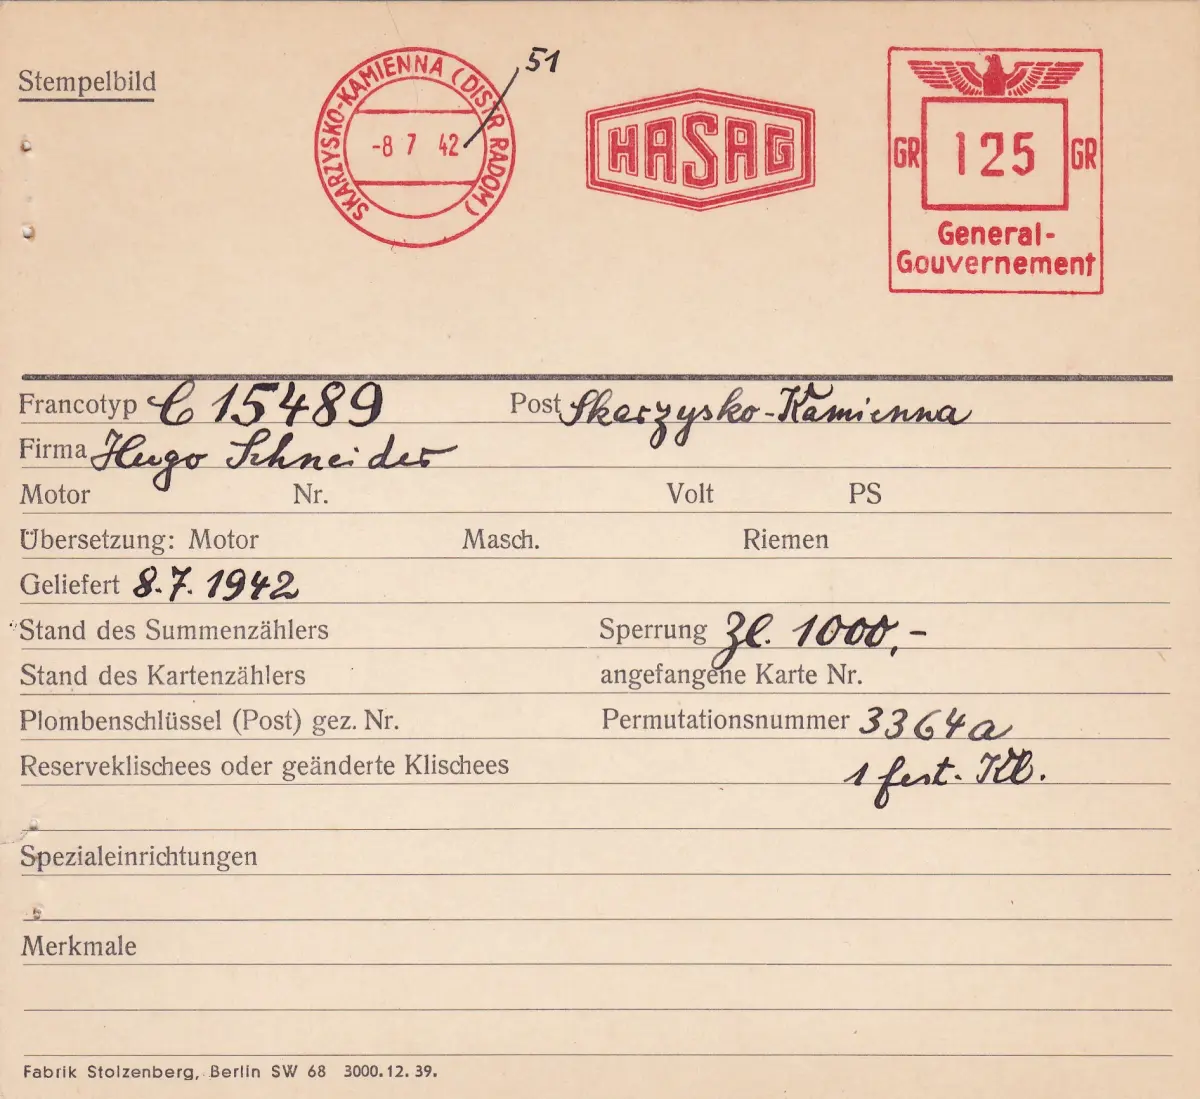 Stempelbild
SKARZYSKO-KAMIENNA (DISTR RADOM)
-8 7 42
51
HASAG
GR 125 GR
General-
Gouvernement
Francotyp C 15489 Post Skarzysko-Kamienna
Firma Hugo Schneider
Motor Nr. Volt PS
Übersetzung: Motor Masch. Riemen
Geliefert 8.7.1942
Stand des Summenzählers Sperrung Zl. 1000,-
Stand des Kartenzählers angefangene Karte Nr.
Plombenschlüssel (Post) gez. Nr. Permutationsnummer 3364a
Reserveklischees oder geänderte Klischees 1 fest. Kl.
Spezialeinrichtungen
Merkmale
Fabrik Stolzenberg, Berlin SW 68 3000.12.39.